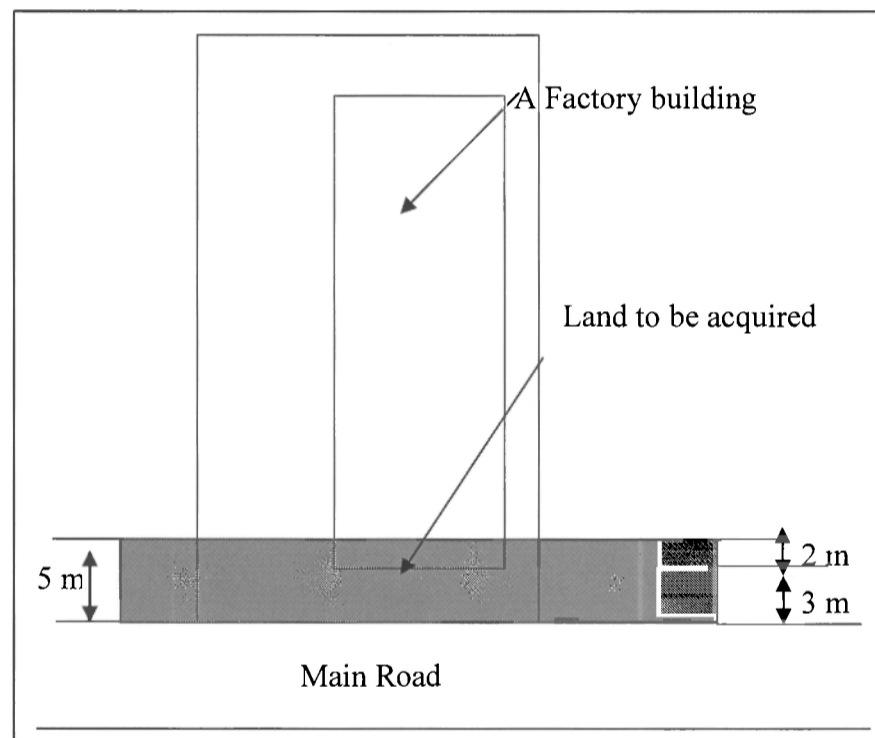 A Factory building
Land to be acquired
5 m
2 m
3 m
Main Road